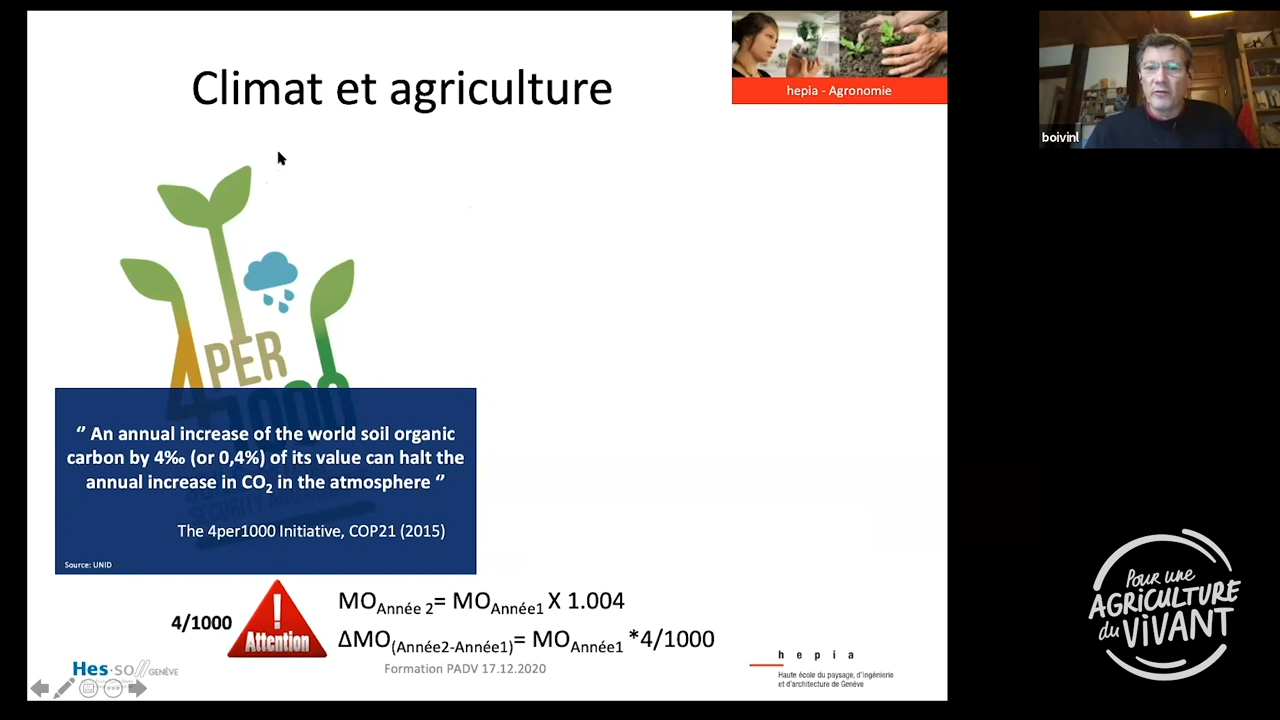 Climat et agriculture
hepia - Agronomie
boivinl
4PER
1000
“ An annual increase of the world soil organic
carbon by 4‰ (or 0,4%) of its value can halt the
annual increase in CO2 in the atmosphere ”
The 4per1000 Initiative, COP21 (2015)
Source: UNID
4/1000
Attention
MOAnnée 2= MOAnnée1 X 1.004
ΔMO(Année2-Année1)= MOAnnée1 *4/1000
Hes·so// GENÈVE
Formation PADV 17.12.2020
h e p i a
Haute école du paysage, d'ingénierie
et d'architecture de Genève
Pour une
AGRICULTURE
du ViVANT